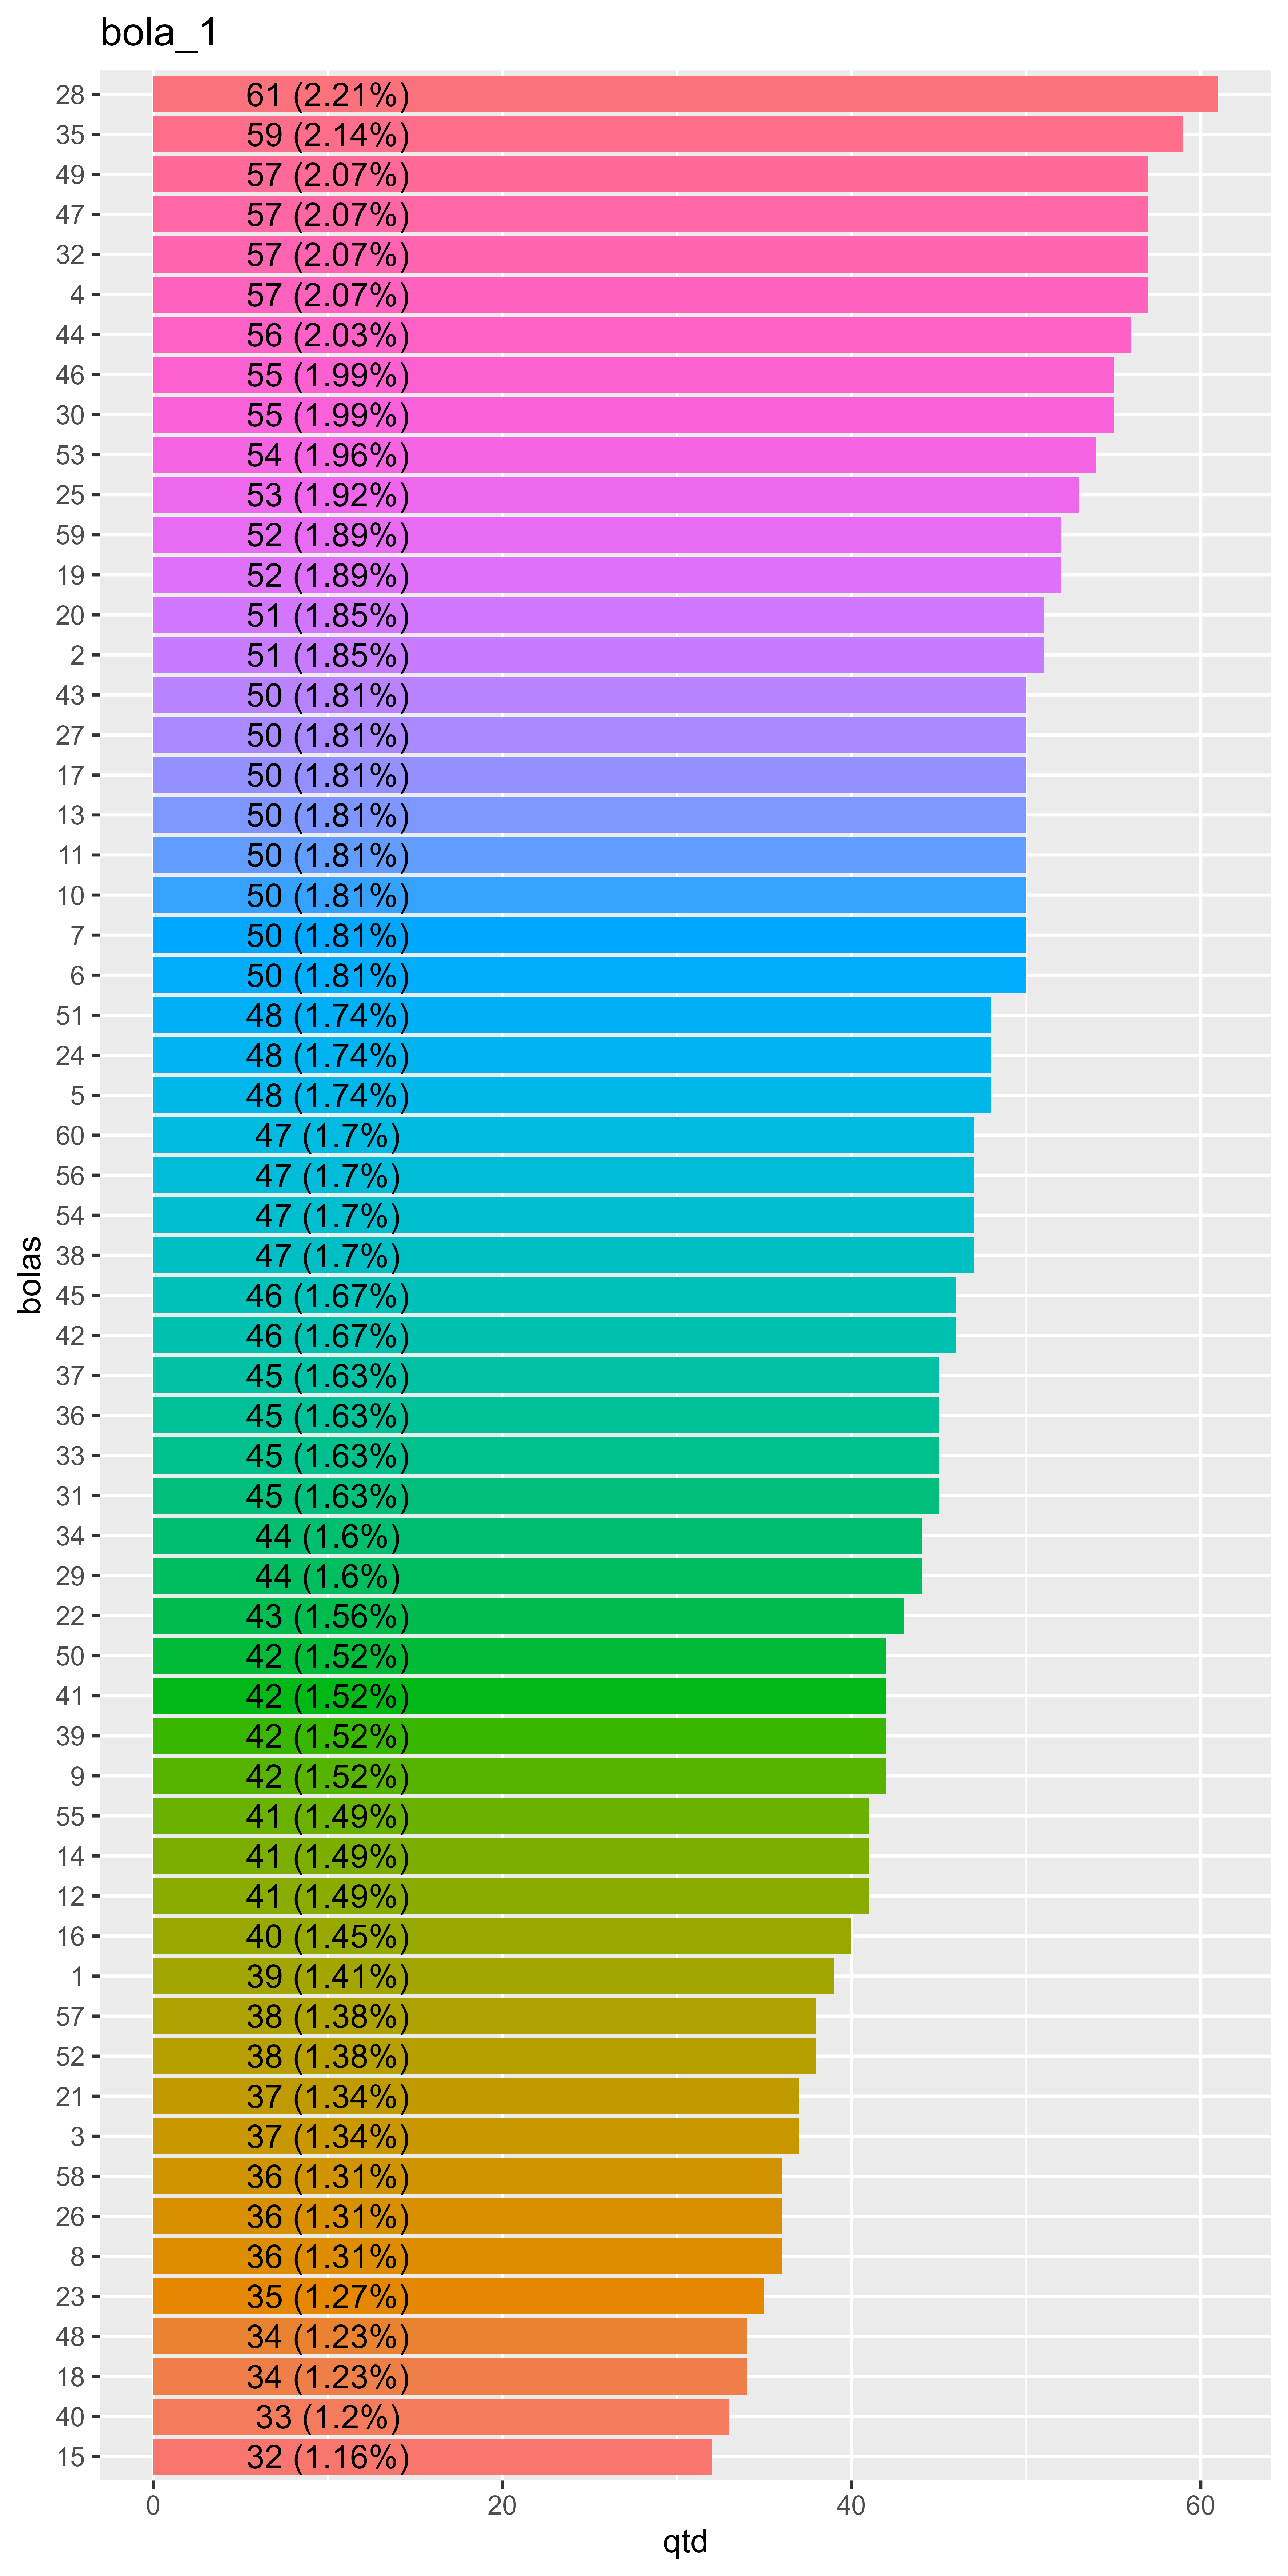 bola_1
28 61 (2.21%)
35 59 (2.14%)
49 57 (2.07%)
47 57 (2.07%)
32 57 (2.07%)
4 57 (2.07%)
44 56 (2.03%)
46 55 (1.99%)
30 55 (1.99%)
53 54 (1.96%)
25 53 (1.92%)
59 52 (1.89%)
19 52 (1.89%)
20 51 (1.85%)
2 51 (1.85%)
43 50 (1.81%)
27 50 (1.81%)
17 50 (1.81%)
13 50 (1.81%)
11 50 (1.81%)
10 50 (1.81%)
7 50 (1.81%)
6 50 (1.81%)
51 48 (1.74%)
24 48 (1.74%)
5 48 (1.74%)
60 47 (1.7%)
56 47 (1.7%)
54 47 (1.7%)
38 47 (1.7%)
45 46 (1.67%)
42 46 (1.67%)
37 45 (1.63%)
36 45 (1.63%)
33 45 (1.63%)
31 45 (1.63%)
34 44 (1.6%)
29 44 (1.6%)
22 43 (1.56%)
50 42 (1.52%)
41 42 (1.52%)
39 42 (1.52%)
9 42 (1.52%)
55 41 (1.49%)
14 41 (1.49%)
12 41 (1.49%)
16 40 (1.45%)
1 39 (1.41%)
57 38 (1.38%)
52 38 (1.38%)
21 37 (1.34%)
3 37 (1.34%)
58 36 (1.31%)
26 36 (1.31%)
8 36 (1.31%)
23 35 (1.27%)
48 34 (1.23%)
18 34 (1.23%)
40 33 (1.2%)
15 32 (1.16%)
0 20 40 60
qtd
bolas